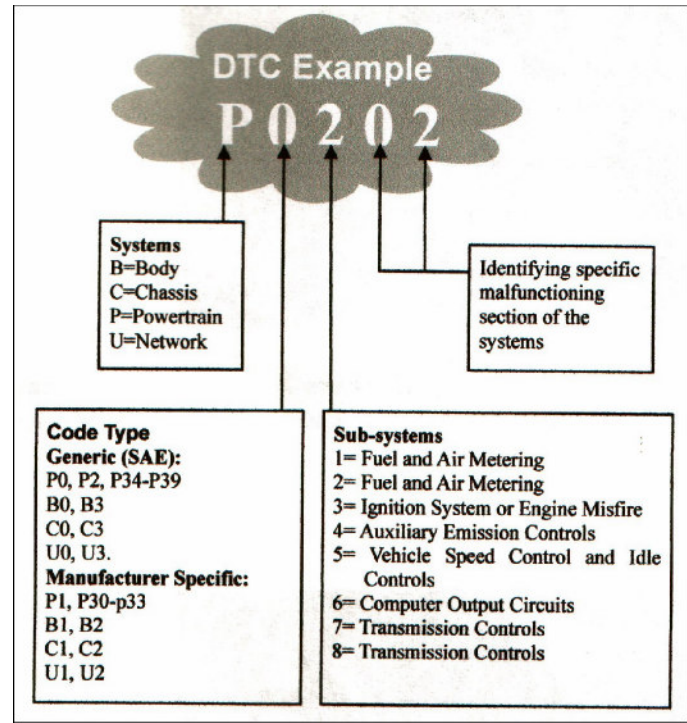 DTC Example
P0202
Systems
B=Body
C=Chassis
P=Powertrain
U=Network
Identifying specific
malfunctioning
section of the
systems
Code Type
Generic (SAE):
P0, P2, P34-P39
B0, B3
C0, C3
U0, U3.
Manufacturer Specific:
P1, P30-p33
B1, B2
C1, C2
U1, U2
Sub-systems
1= Fuel and Air Metering
2= Fuel and Air Metering
3= Ignition System or Engine Misfire
4= Auxiliary Emission Controls
5= Vehicle Speed Control and Idle
Controls
6= Computer Output Circuits
7= Transmission Controls
8= Transmission Controls